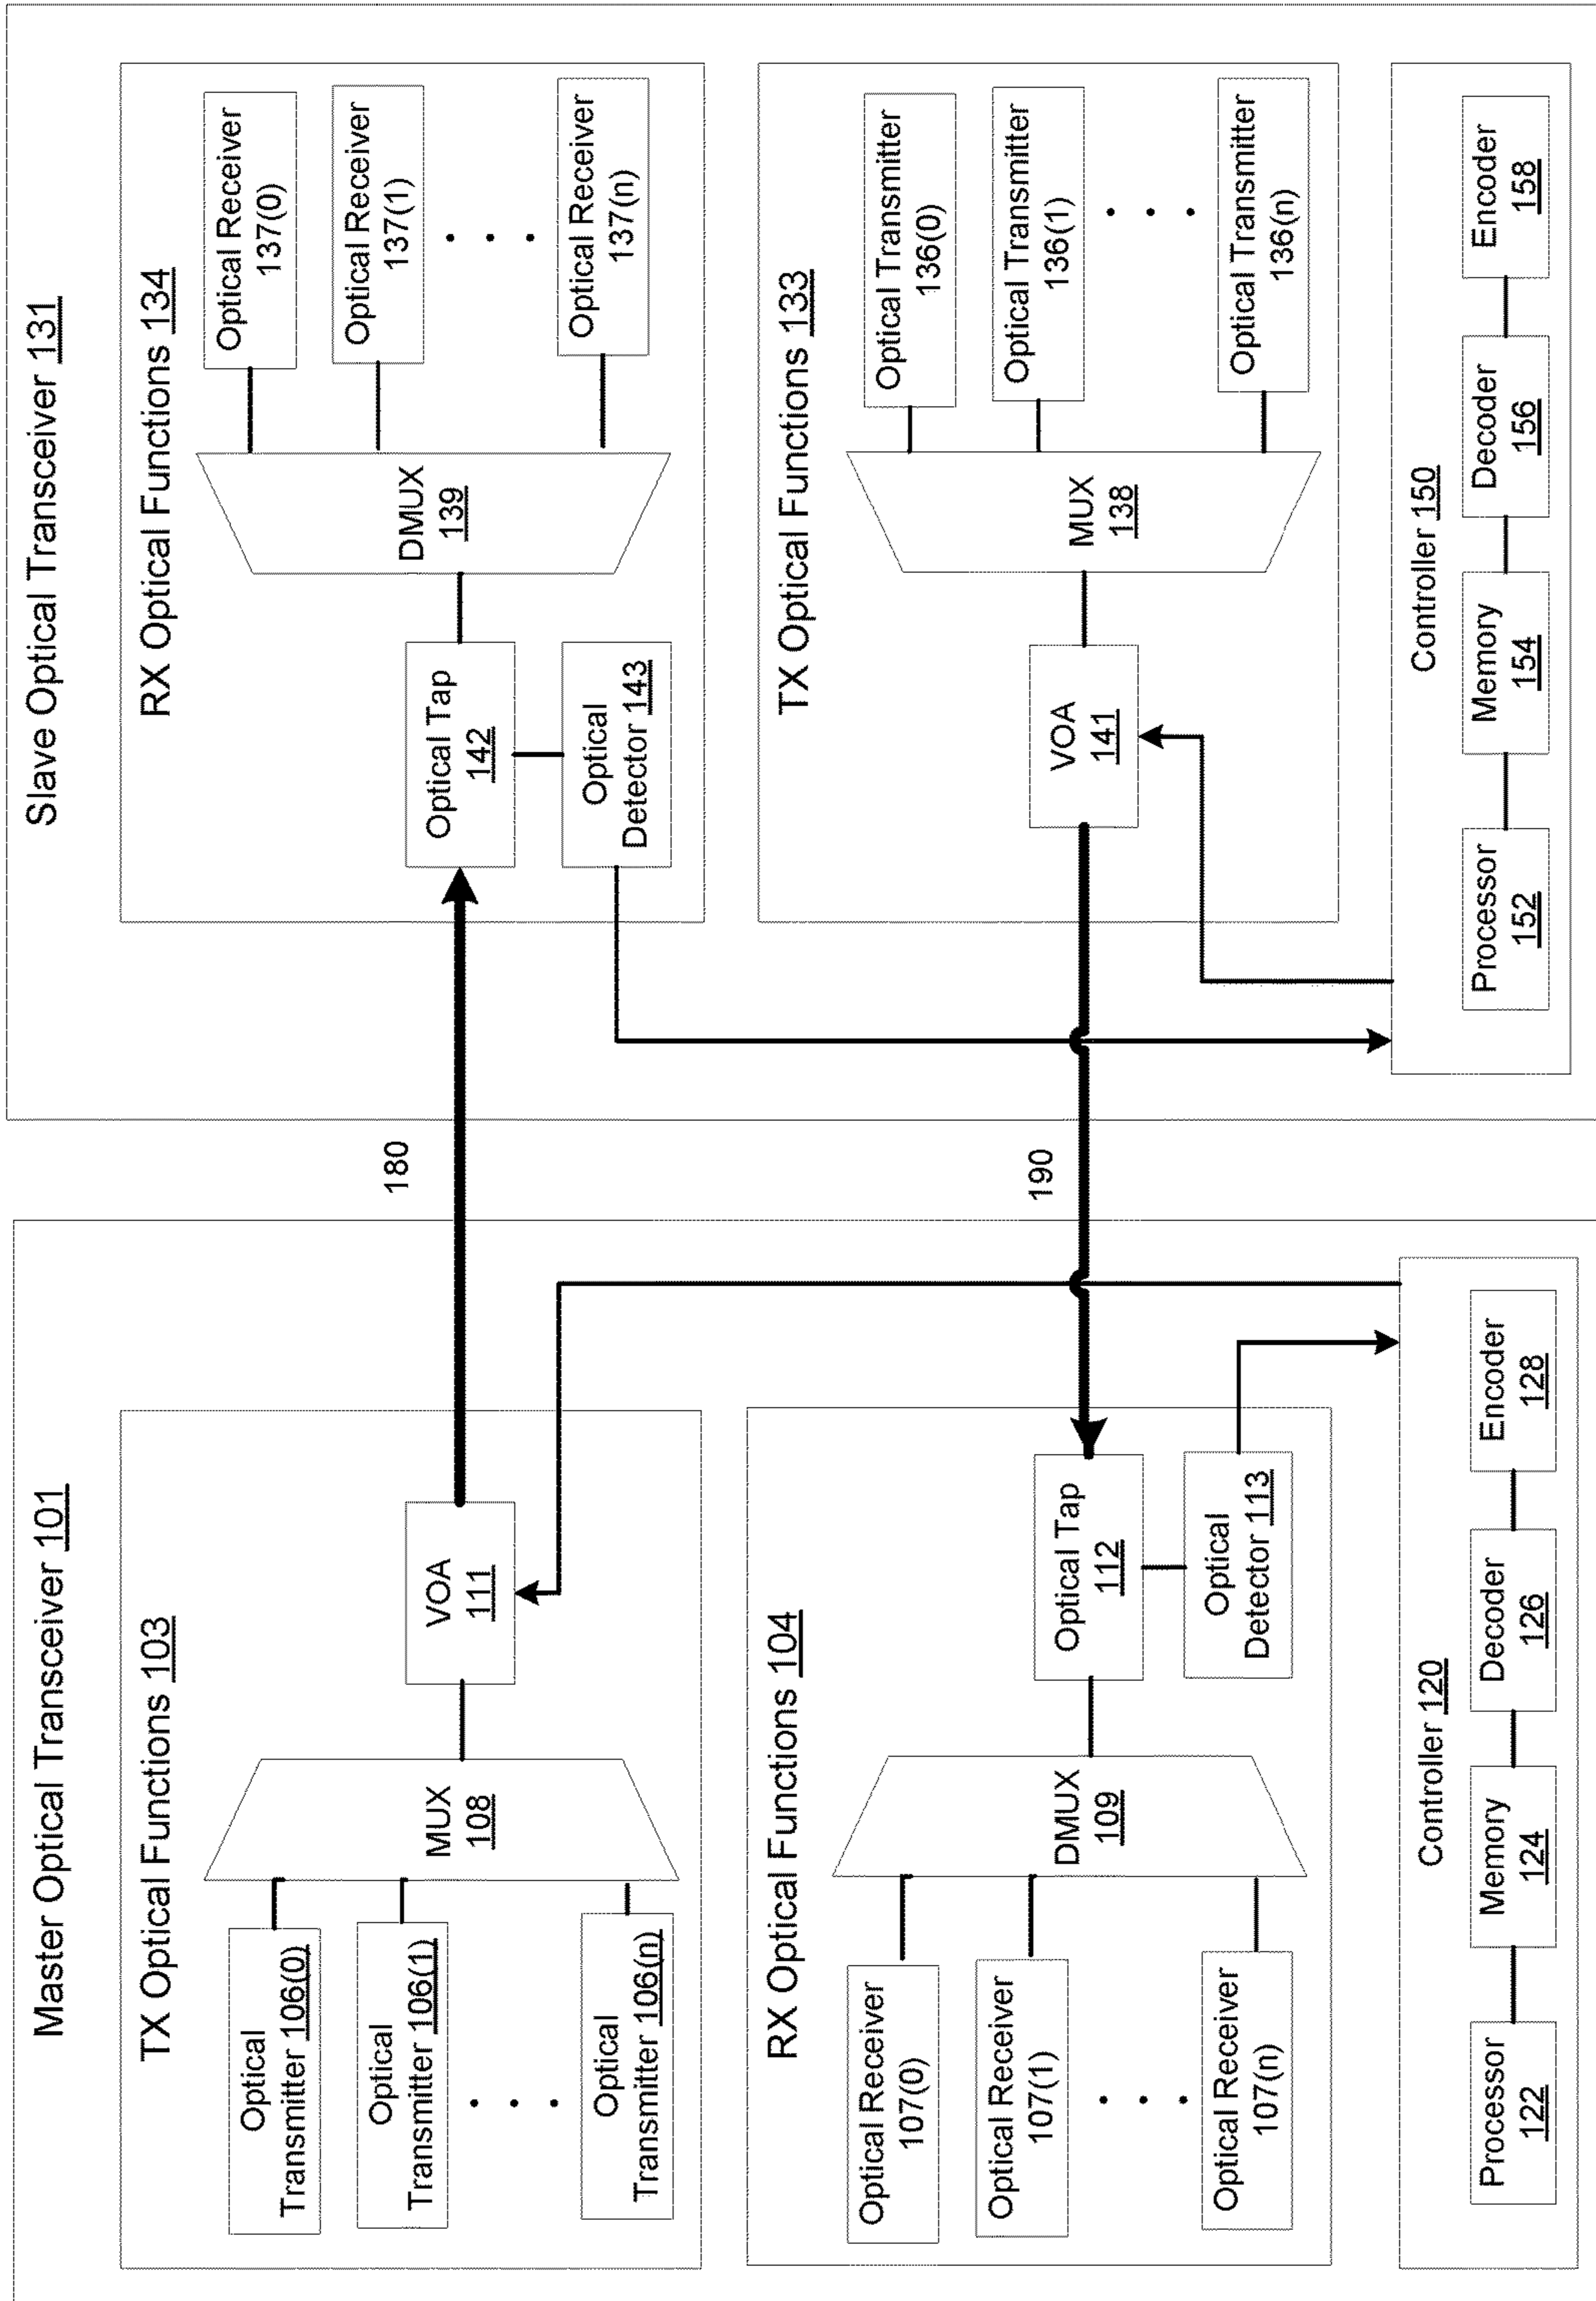 Master Optical Transceiver 101
TX Optical Functions 103
Optical
Transmitter 106(0)
Optical
Transmitter 106(1)
. . .
Optical
Transmitter 106(n)
MUX
108
VOA
111
RX Optical Functions 104
Optical Receiver
107(0)
Optical Receiver
107(1)
. . .
Optical Receiver
107(n)
DMUX
109
Optical Tap
112
Optical
Detector 113
Controller 120
Processor
122
Memory
124
Decoder
126
Encoder
128
180
190
Slave Optical Transceiver 131
RX Optical Functions 134
Optical Tap
142
Optical
Detector 143
DMUX
139
Optical Receiver
137(0)
Optical Receiver
137(1)
. . .
Optical Receiver
137(n)
TX Optical Functions 133
VOA
141
MUX
138
Optical Transmitter
136(0)
Optical Transmitter
136(1)
. . .
Optical Transmitter
136(n)
Controller 150
Processor
152
Memory
154
Decoder
156
Encoder
158